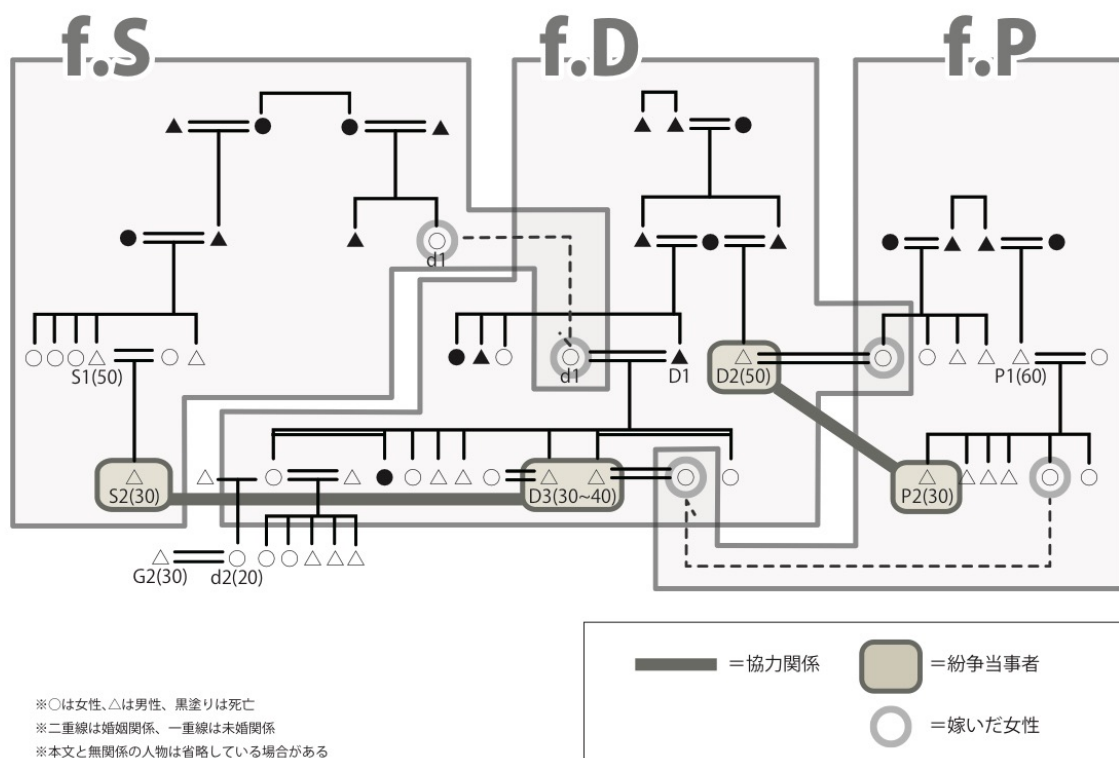 f.S
f.D
f.P
d1
S1(50)
d1
D1
D2(50)
P1(60)
S2(30)
D3(30~40)
P2(30)
G2(30)
d2(20)
=協力関係
=紛争当事者
=嫁いだ女性
※○は女性、△は男性、黒塗りは死亡
※二重線は婚姻関係、一重線は未婚関係
※本文と無関係の人物は省略している場合がある